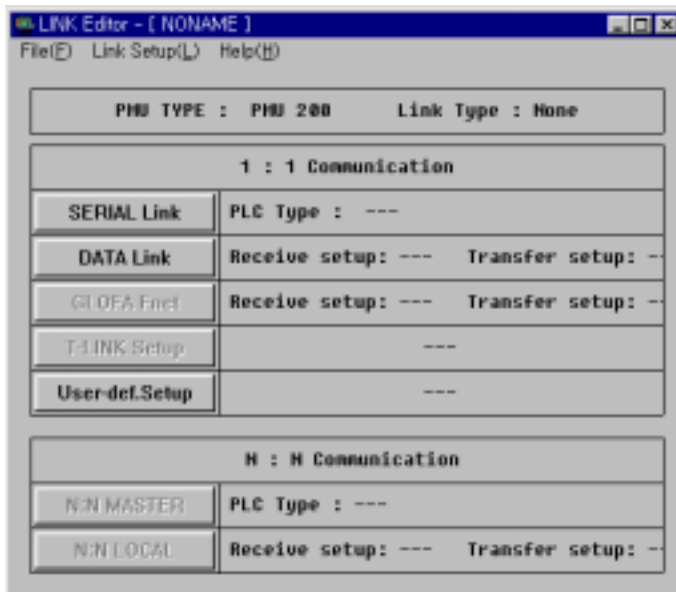 LINK Editor - [ NONAME ]
File(F) Link Setup(L) Help(H)
PMU TYPE : PMU 200 Link Type : None
1 : 1 Communication
SERIAL Link PLC Type : ---
DATA Link Receive setup: --- Transfer setup: --
GLOFA Fnet Receive setup: --- Transfer setup: --
T-LINK Setup ---
User-def.Setup ---
N : N Communication
N:N MASTER PLC Type : ---
N:N LOCAL Receive setup: --- Transfer setup: --